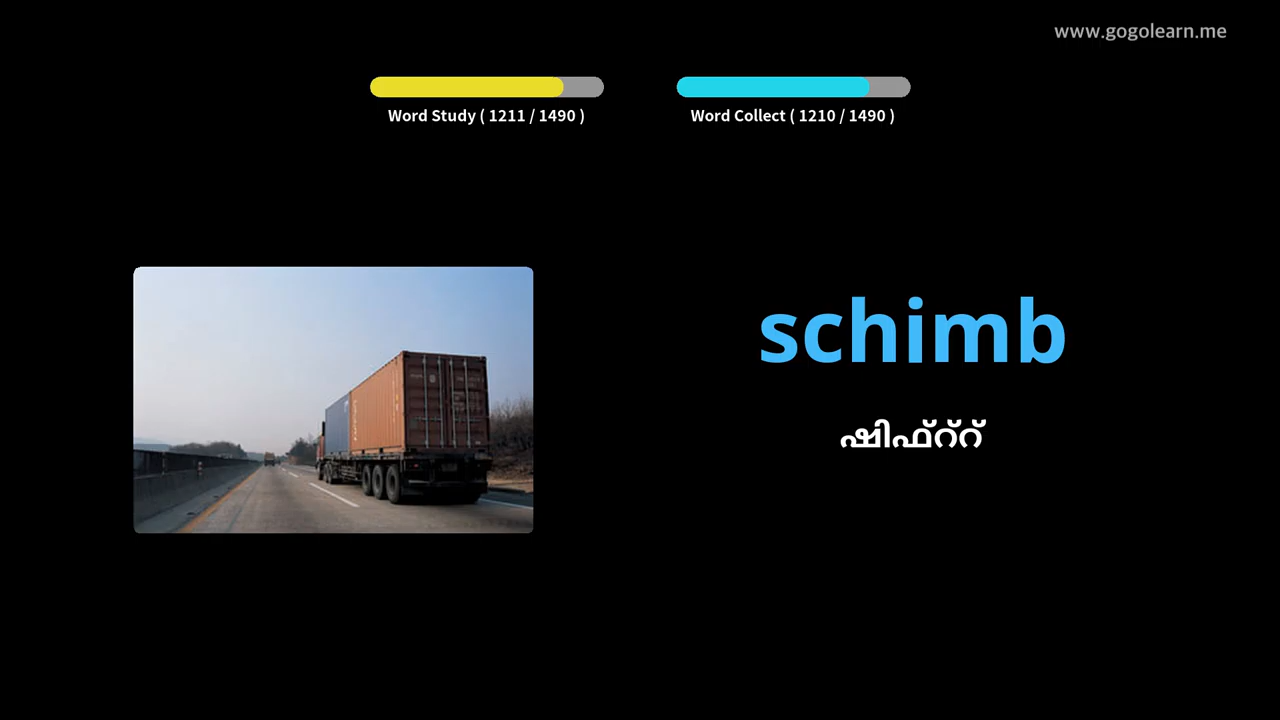 www.gogolearn.me
Word Study ( 1211 / 1490 )
Word Collect ( 1210 / 1490 )
schimb
ഷിഫ്റ്റ്